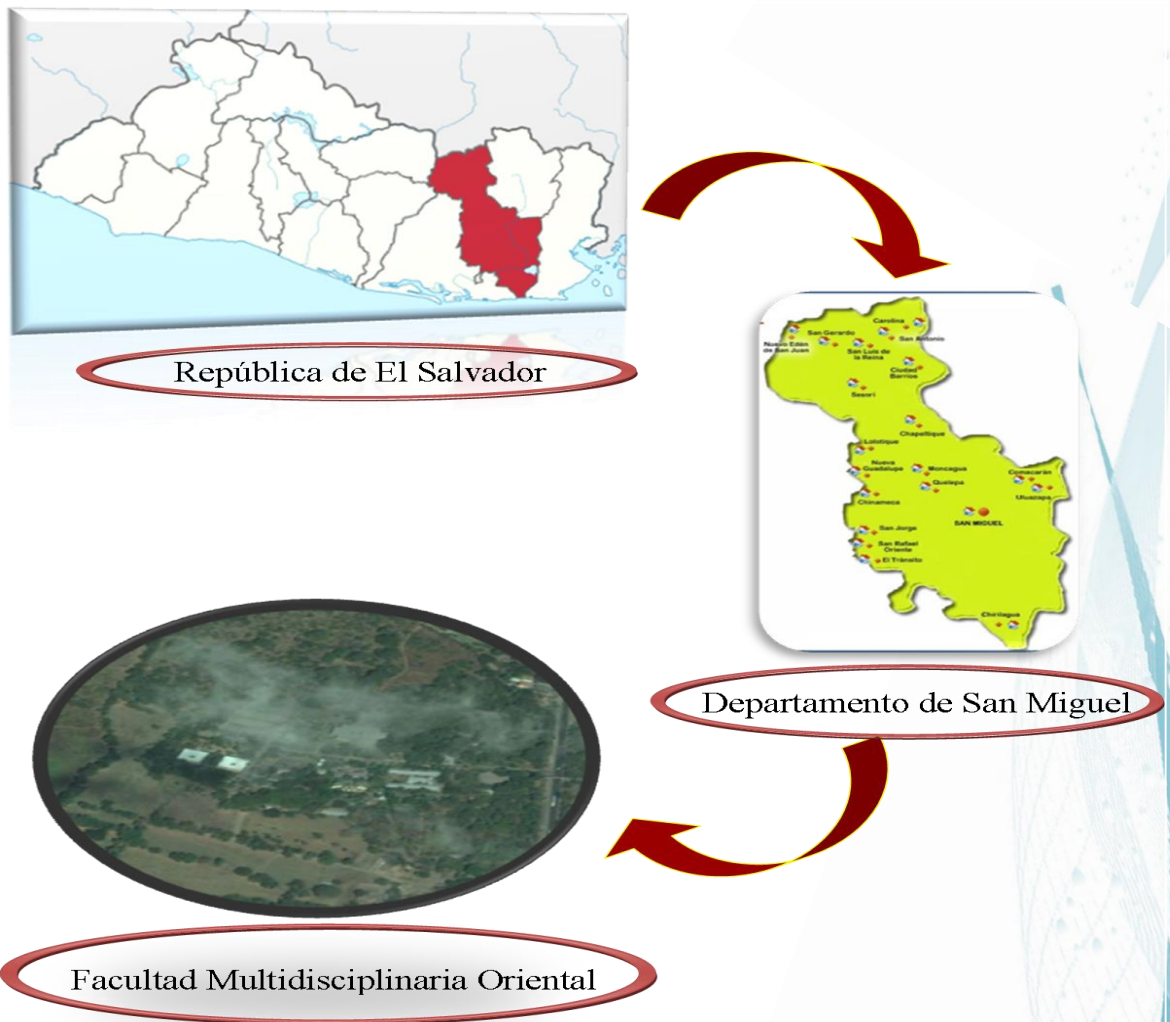 República de El Salvador
Carolina
San Gerardo
San Antonio
Nuevo Edén
de San Juan
San Luis de
la Reina
Ciudad
Barrios
Sesori
Chapeltique
Lolotique
Nueva
Guadalupe
Moncagua
Comacarán
Quelepa
Uluazapa
Chinameca
SAN MIGUEL
San Jorge
San Rafael
Oriente
El Tránsito
Chirilagua
Departamento de San Miguel
Facultad Multidisciplinaria Oriental